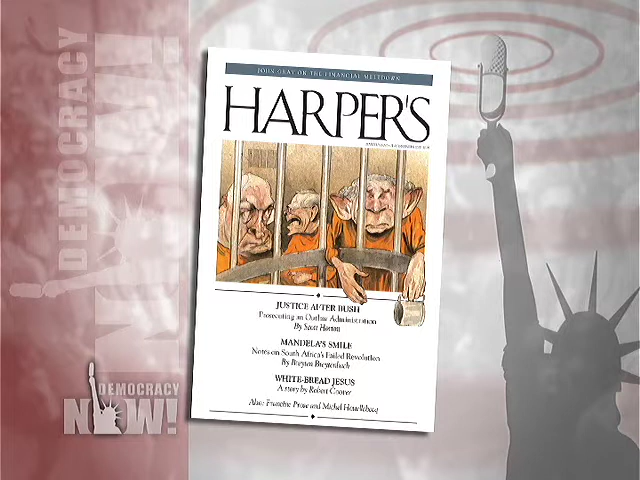 DEMOCRACY
NOW!
JOHN GRAY ON THE FINANCIAL MELTDOWN
HARPER'S
JUSTICE AFTER BUSH
Prosecuting an Outlaw Administration
By Scott Horton
MANDELA'S SMILE
Notes on South Africa's Failed Revolution
By Breyten Breytenbach
WHITE-BREAD JESUS
A story by Robert Coover
Also: Francine Prose and Michel Houellebecq
DEMOCRACY
NOW!